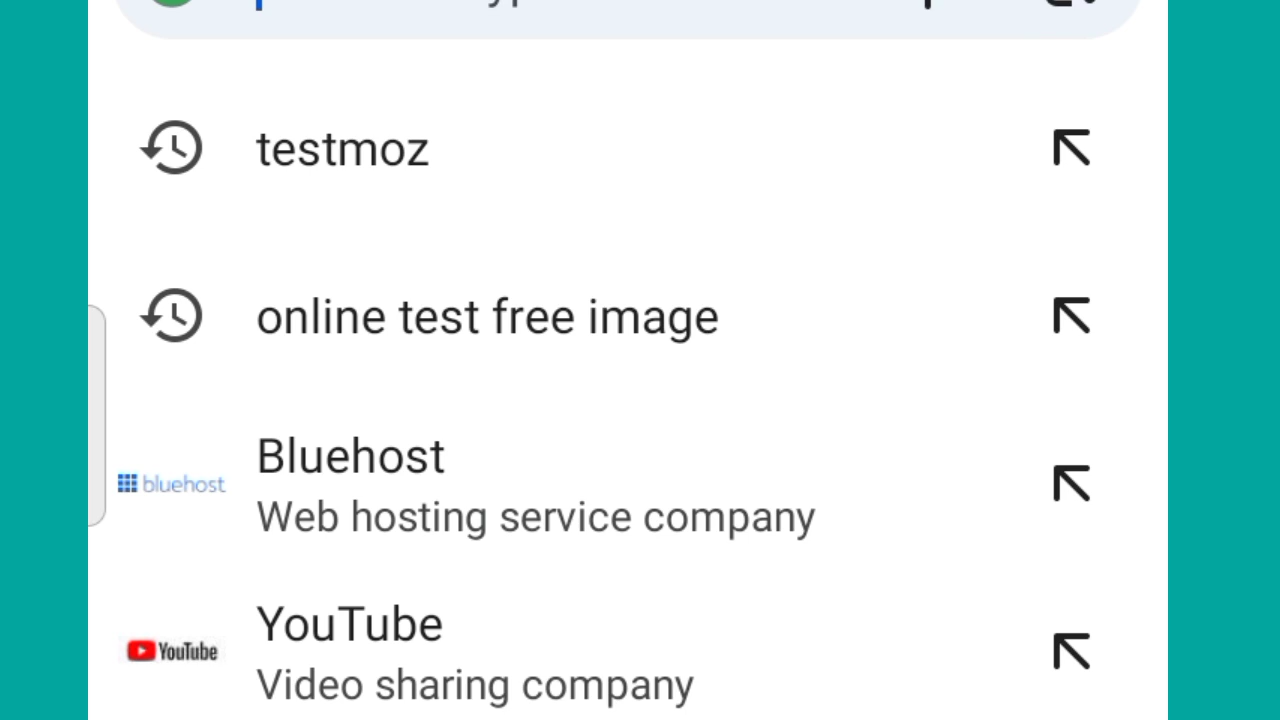 testmoz
online test free image
Bluehost
bluehost
Web hosting service company
YouTube
YouTube
Video sharing company